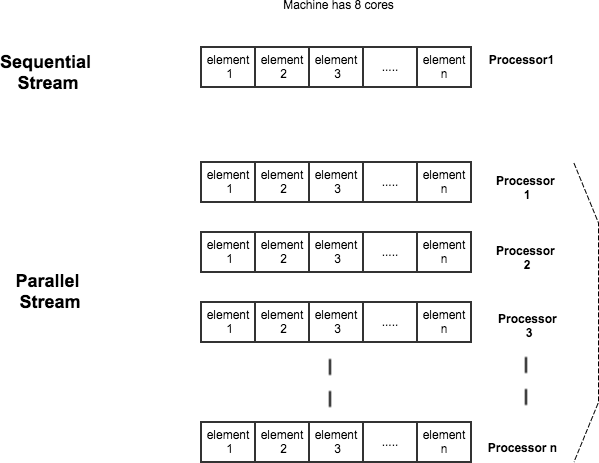 Machine has 8 cores
Sequential
Stream
element
1
element
2
element
3
.....
element
n
Processor1
element
1
element
2
element
3
.....
element
n
Processor
1
element
1
element
2
element
3
.....
element
n
Processor
2
Parallel
Stream
element
1
element
2
element
3
.....
element
n
Processor
3
element
1
element
2
element
3
.....
element
n
Processor n